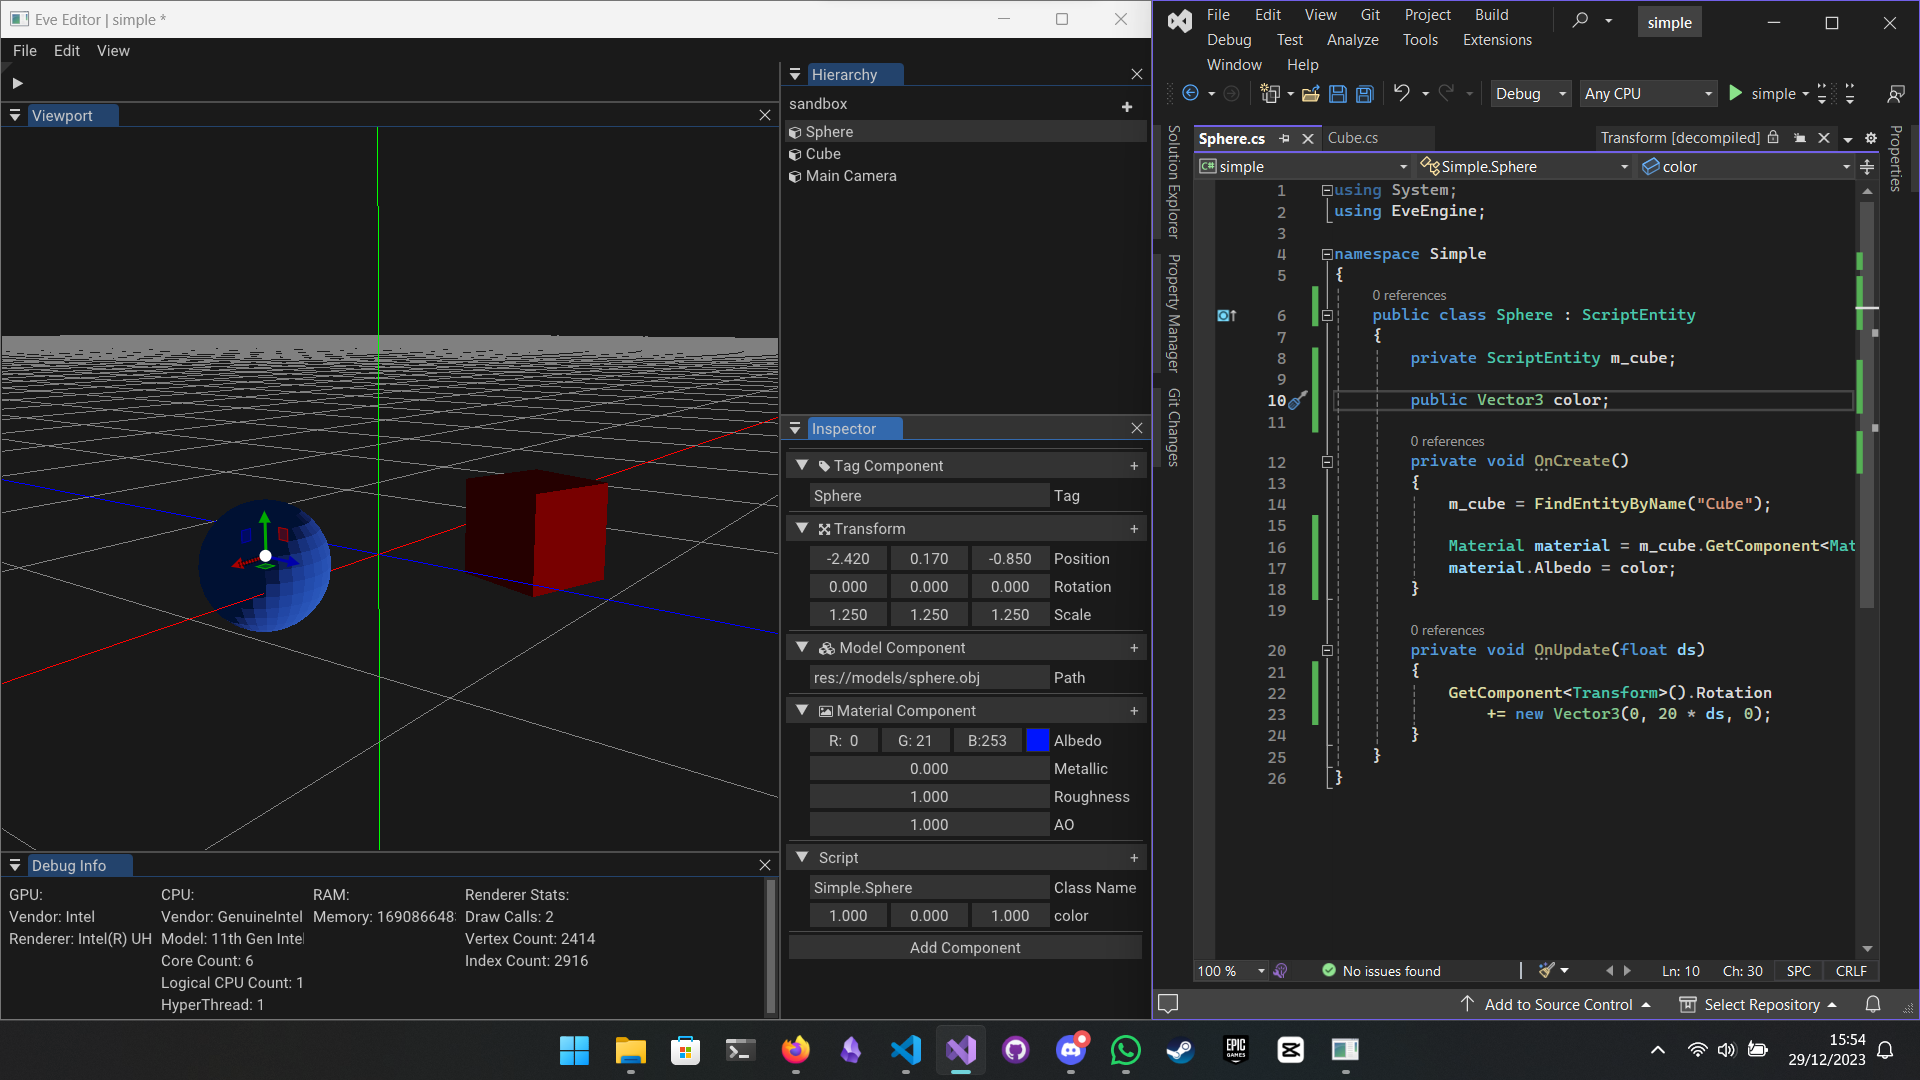 Eve Editor | simple *
File Edit View
Viewport
Hierarchy
sandbox
Sphere
Cube
Main Camera
Inspector
Tag Component
Sphere Tag
Transform
-2.420 0.170 -0.850 Position
0.000 0.000 0.000 Rotation
1.250 1.250 1.250 Scale
Model Component
res://models/sphere.obj Path
Material Component
R: 0 G: 21 B:253 Albedo
0.000 Metallic
1.000 Roughness
1.000 AO
Script
Simple.Sphere Class Name
1.000 0.000 1.000 color
Add Component
Debug Info
GPU:
Vendor: Intel
Renderer: Intel(R) UH
CPU:
Vendor: GenuineIntel
Model: 11th Gen Intel
Core Count: 6
Logical CPU Count: 1
HyperThread: 1
RAM:
Memory: 169086648
Renderer Stats:
Draw Calls: 2
Vertex Count: 2414
Index Count: 2916
File Edit View Git Project Build
Debug Test Analyze Tools Extensions
Window Help
simple
Debug Any CPU simple
Solution Explorer
Property Manager
Git Changes
Properties
Sphere.cs Cube.cs Transform [decompiled]
C# simple Simple.Sphere color
1 using System;
2 using EveEngine;
3
4 namespace Simple
5 {
0 references
6 public class Sphere : ScriptEntity
7 {
8 private ScriptEntity m_cube;
9
10 public Vector3 color;
11
0 references
12 private void OnCreate()
13 {
14 m_cube = FindEntityByName("Cube");
15
16 Material material = m_cube.GetComponent<Mat
17 material.Albedo = color;
18 }
19
0 references
20 private void OnUpdate(float ds)
21 {
22 GetComponent<Transform>().Rotation
23 += new Vector3(0, 20 * ds, 0);
24 }
25 }
26 }
100 % No issues found Ln: 10 Ch: 30 SPC CRLF
Add to Source Control Select Repository
EPIC GAMES
15:54
29/12/2023